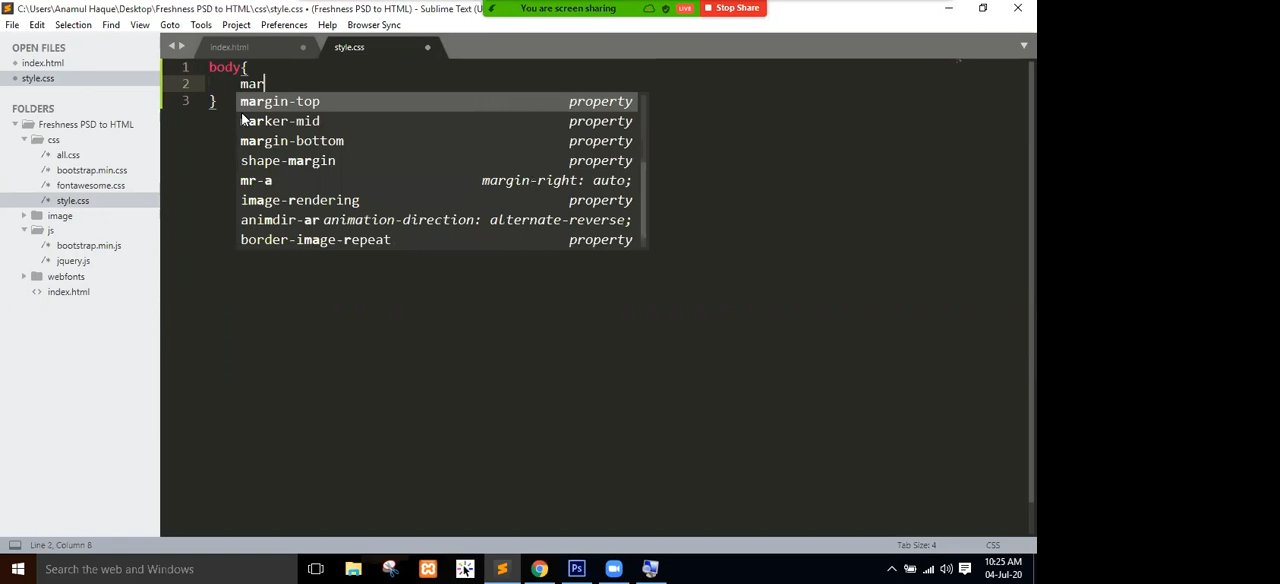 C:\Users\Anamul Haque\Desktop\Freshness PSD to HTML\css\style.css • (Freshness PSD to HTML) - Sublime Text (U
You are screen sharing
LIVE
Stop Share
File Edit Selection Find View Goto Tools Project Preferences Help Browser Sync
OPEN FILES
index.html
style.css
FOLDERS
Freshness PSD to HTML
css
/* all.css
/* bootstrap.min.css
/* fontawesome.css
/* style.css
image
js
/* bootstrap.min.js
/* jquery.js
webfonts
<> index.html
index.html
style.css
1 body{
2 mar
3 }
margin-top property
marker-mid property
margin-bottom property
shape-margin property
mr-a margin-right: auto;
image-rendering property
animdir-ar animation-direction: alternate-reverse;
border-image-repeat property
Line 2, Column 8
Tab Size: 4
CSS
Search the web and Windows
Ps
10:25 AM
04-Jul-20